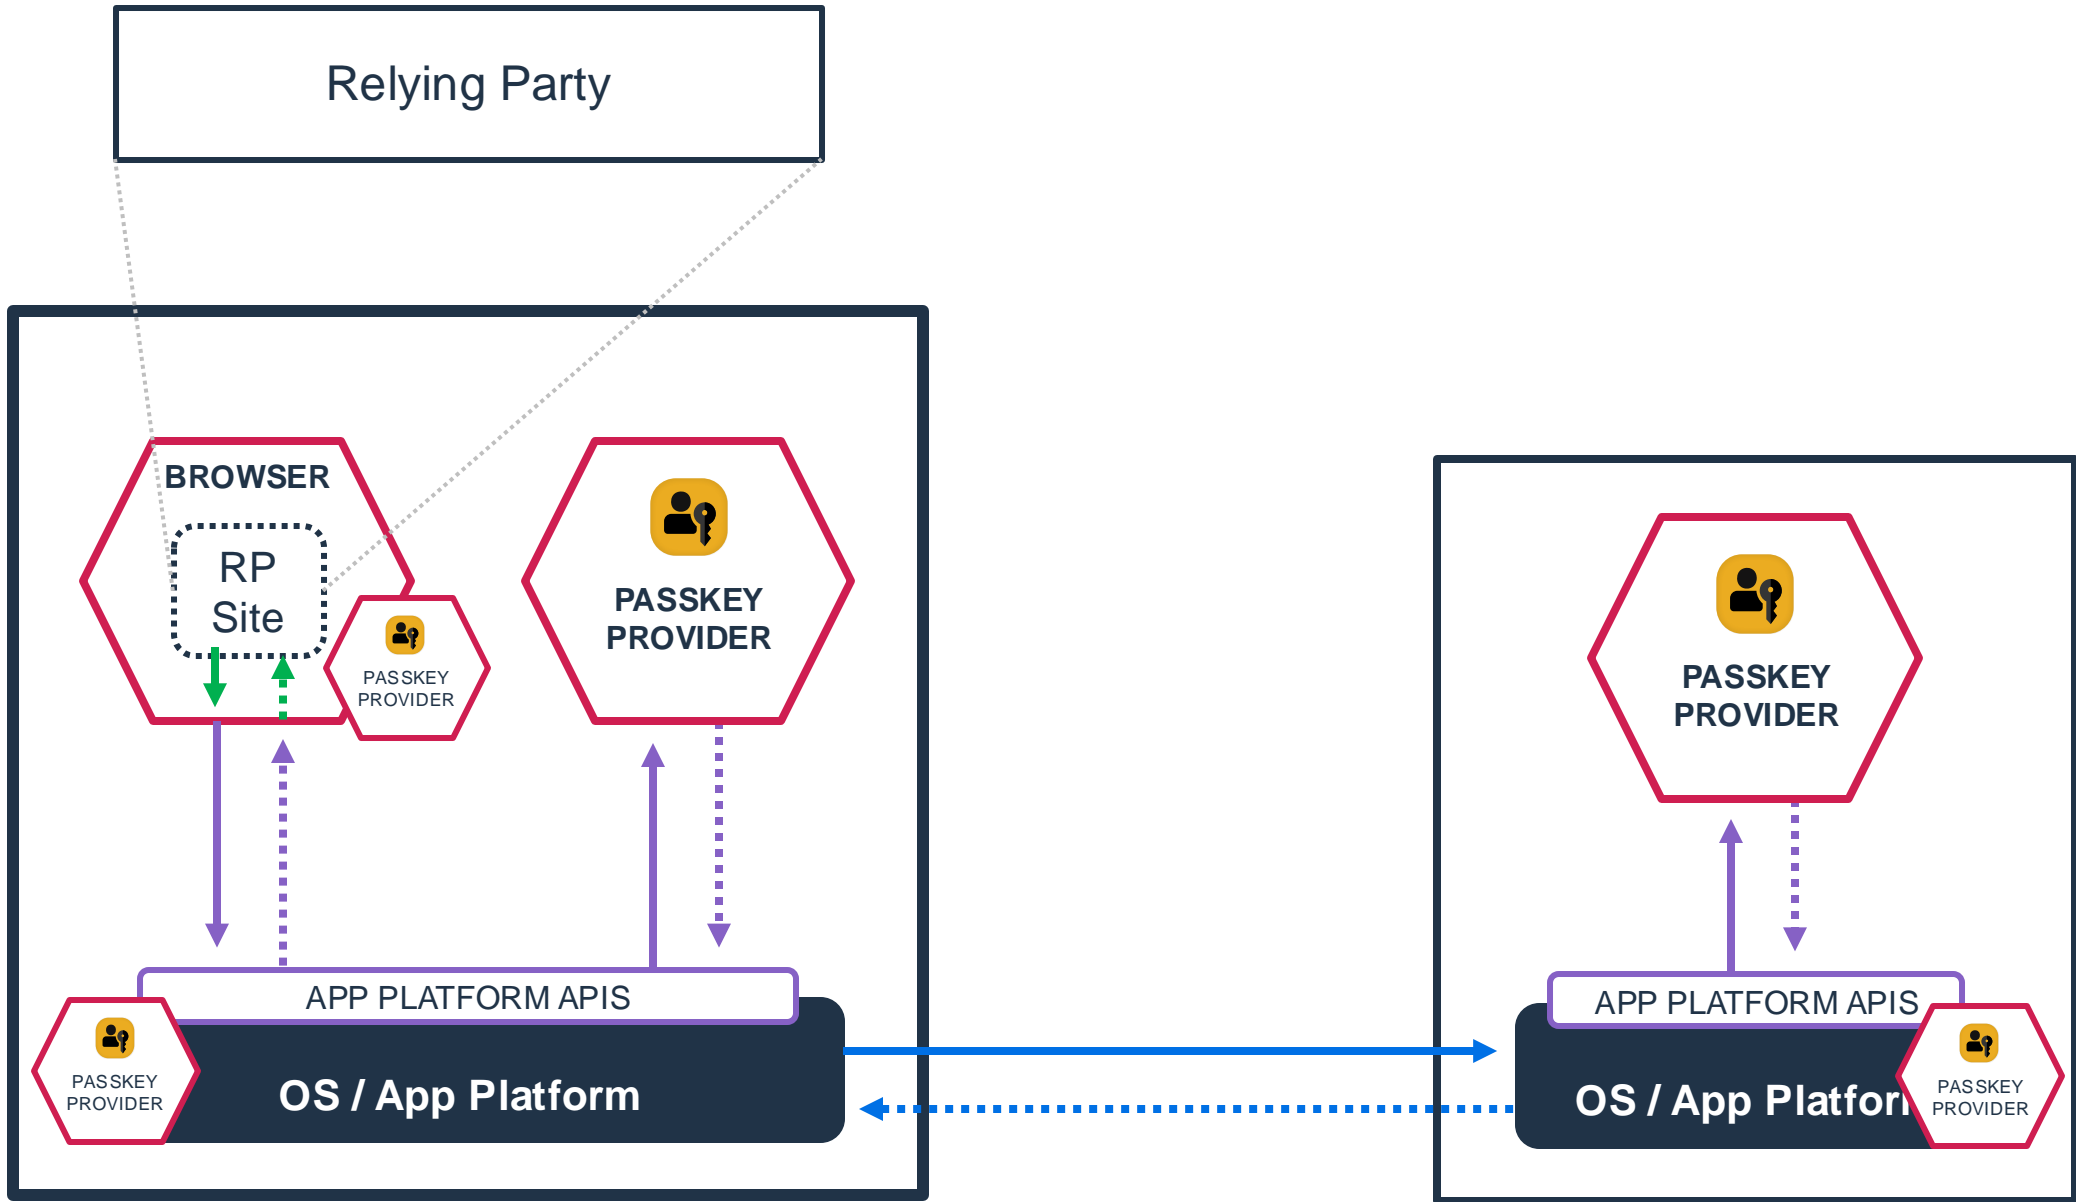 Relying Party
BROWSER
RP
Site
PASSKEY
PROVIDER
PASSKEY
PROVIDER
APP PLATFORM APIS
OS / App Platform
PASSKEY
PROVIDER
PASSKEY
PROVIDER
APP PLATFORM APIS
OS / App Platfor
PASSKEY
PROVIDER